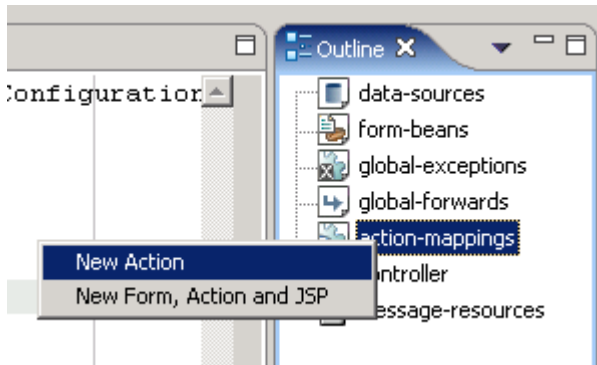 Outline
Configuration
data-sources
form-beans
global-exceptions
global-forwards
action-mappings
New Action
ontroller
New Form, Action and JSP
essage-resources